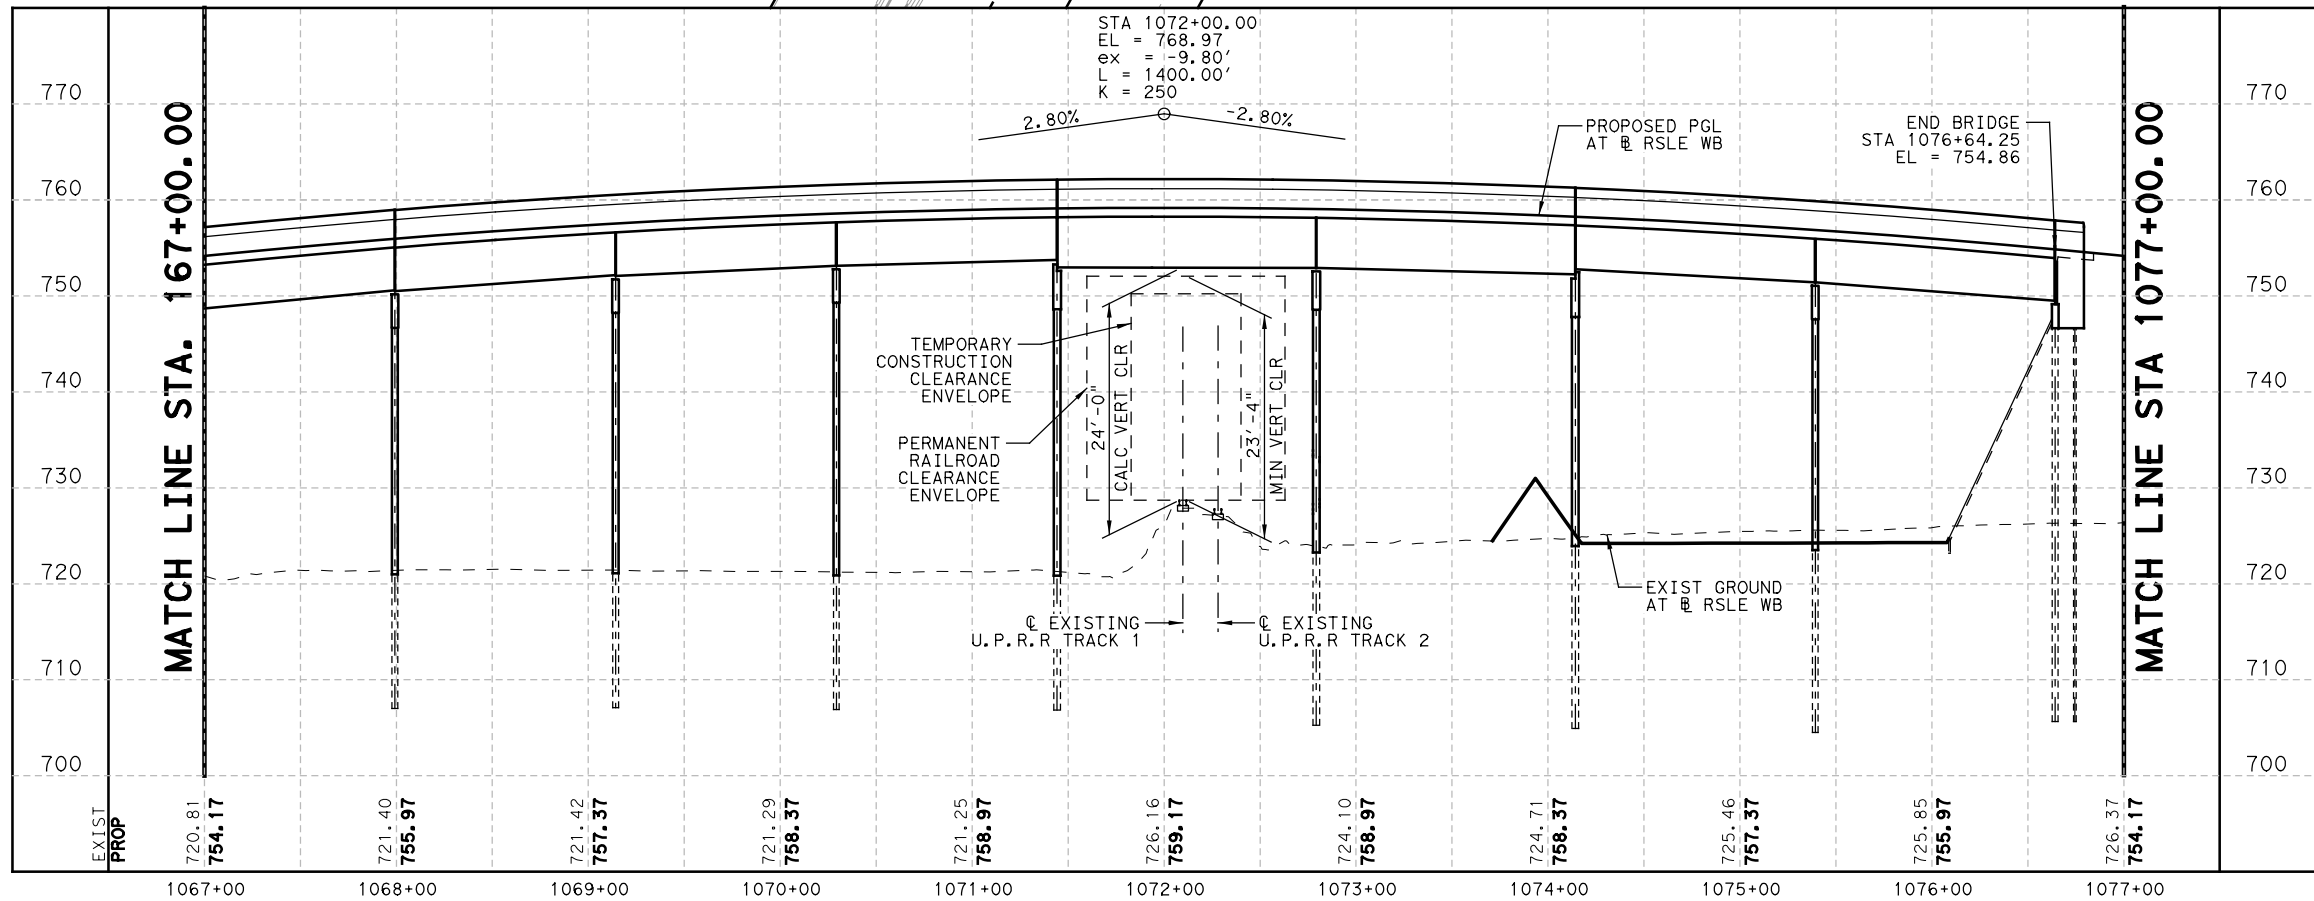 STA 1072+00.00
EL = 768.97
ex = -9.80'
L = 1400.00'
K = 250
2.80%
-2.80%
770
760
750
740
730
720
710
700
MATCH LINE STA. 167+00.00
PROPOSED PGL
AT ℄ RSLE WB
END BRIDGE
STA 1076+64.25
EL = 754.86
TEMPORARY
CONSTRUCTION
CLEARANCE
ENVELOPE
PERMANENT
RAILROAD
CLEARANCE
ENVELOPE
24'-0"
CALC VERT CLR
23'-4"
MIN VERT CLR
℄ EXISTING
U.P.R.R TRACK 1
℄ EXISTING
U.P.R.R TRACK 2
EXIST GROUND
AT ℄ RSLE WB
MATCH LINE STA 1077+00.00
770
760
750
740
730
720
710
700
EXIST
PROP
720.81
754.17
721.40
755.97
721.42
757.37
721.29
758.37
721.25
758.97
726.16
759.17
724.10
758.97
724.71
758.37
725.46
757.37
725.85
755.97
726.37
754.17
1067+00
1068+00
1069+00
1070+00
1071+00
1072+00
1073+00
1074+00
1075+00
1076+00
1077+00